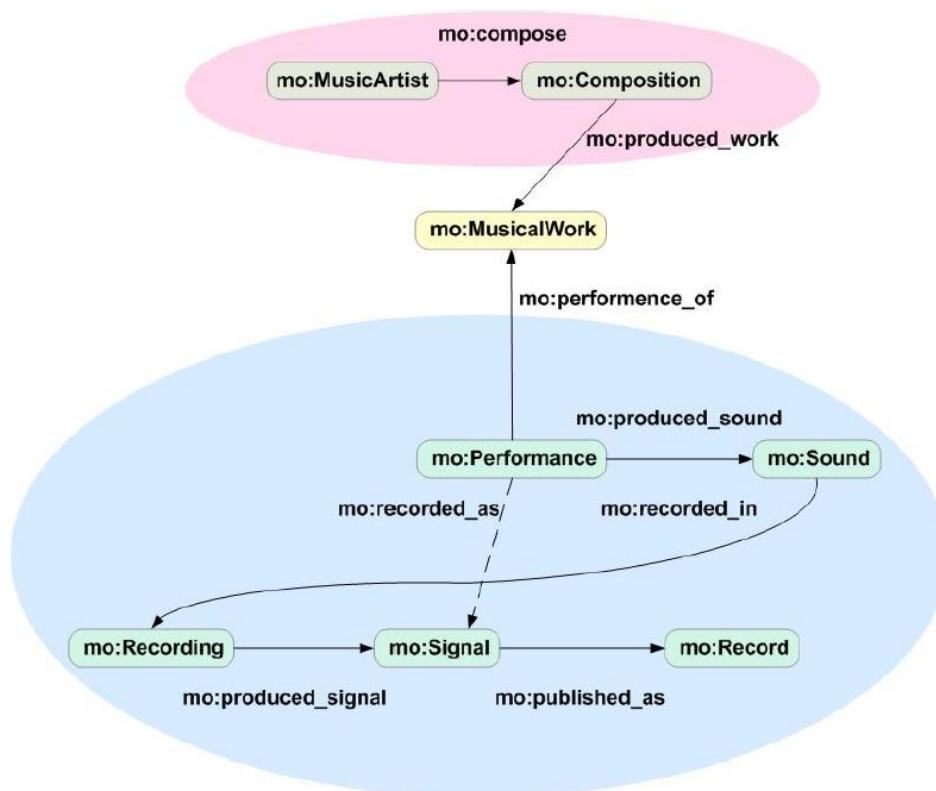 mo:compose
mo:MusicArtist
mo:Composition
mo:produced_work
mo:MusicalWork
mo:performence_of
mo:produced_sound
mo:Performance
mo:Sound
mo:recorded_as
mo:recorded_in
mo:Recording
mo:Signal
mo:Record
mo:produced_signal
mo:published_as